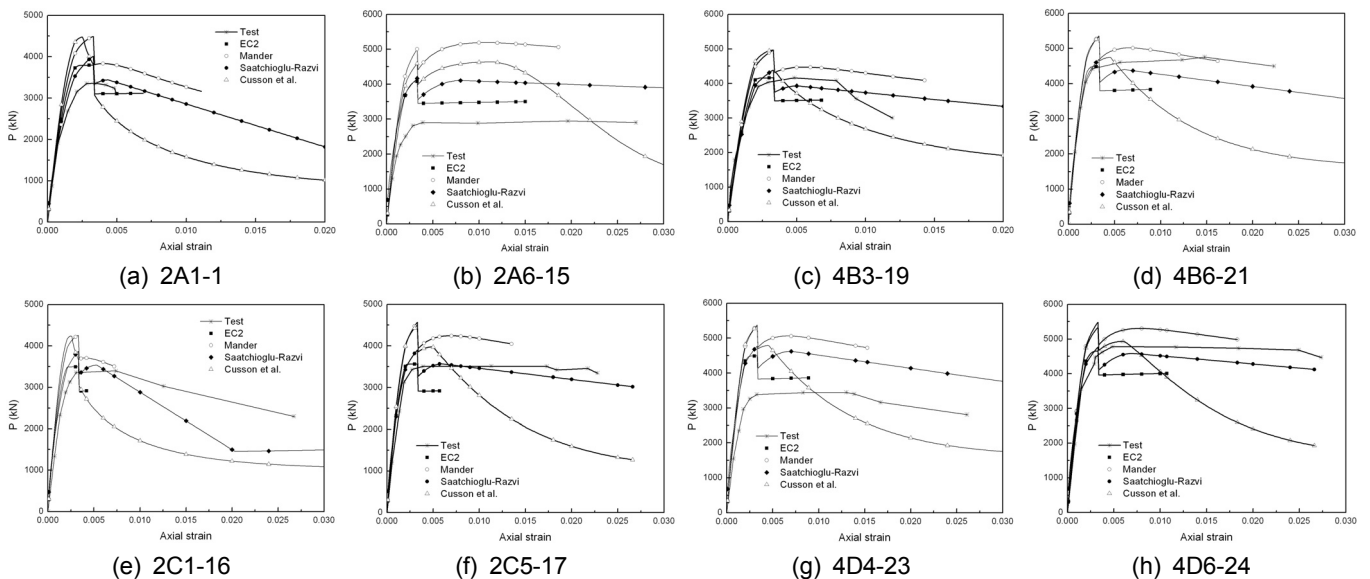 5000
4500
4000
3500
3000
2500
2000
1500
1000
500
0
P (kN)
Test
EC2
Mander
Saatchioglu-Razvi
Cusson et al.
0.000 0.005 0.010 0.015 0.020
Axial strain
(a) 2A1-1
6000
5000
4000
3000
2000
1000
0
P (kN)
Test
EC2
Mander
Saatchioglu-Razvi
Cusson et al.
0.000 0.005 0.010 0.015 0.020 0.025 0.030
Axial strain
(b) 2A6-15
6000
5000
4000
3000
2000
1000
0
P (kN)
Test
EC2
Mander
Saatchioglu-Razvi
Cusson et al.
0.000 0.005 0.010 0.015 0.020
Axial strain
(c) 4B3-19
6000
5000
4000
3000
2000
1000
0
P (kN)
Test
EC2
Mader
Saatchioglu-Razvi
Cusson et al.
0.000 0.005 0.010 0.015 0.020 0.025 0.030
Axial strain
(d) 4B6-21
5000
4000
3000
2000
1000
0
P (kN)
Test
EC2
Mander
Saatchioglu-Razvi
Cusson et al.
0.000 0.005 0.010 0.015 0.020 0.025 0.030
Axial strain
(e) 2C1-16
5000
4000
3000
2000
1000
0
P (kN)
Test
EC2
Mander
Saatchioglu-Razvi
Cusson et al.
0.000 0.005 0.010 0.015 0.020 0.025 0.030
Axial strain
(f) 2C5-17
6000
5000
4000
3000
2000
1000
0
P (kN)
Test
EC2
Mander
Saatchioglu-Razvi
Cusson et al.
0.000 0.005 0.010 0.015 0.020 0.025 0.030
Axial strain
(g) 4D4-23
6000
5000
4000
3000
2000
1000
0
P (kN)
Test
EC2
Mander
Saatchioglu-Razvi
Cusson et al.
0.000 0.005 0.010 0.015 0.020 0.025 0.030
Axial strain
(h) 4D6-24